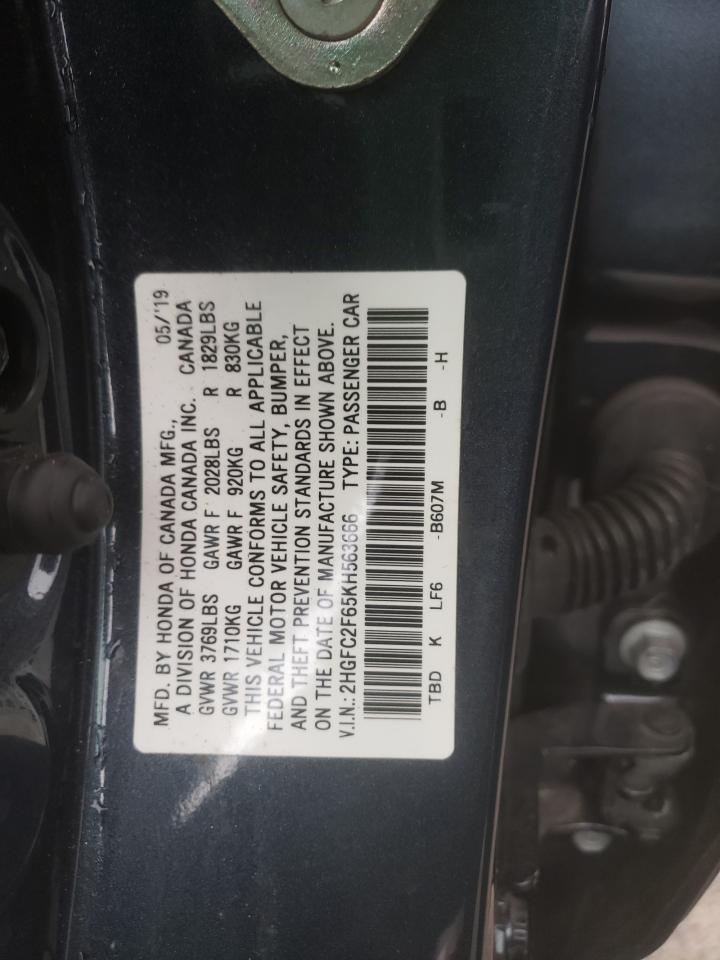 MFD. BY HONDA OF CANADA MFG., 05/'19
A DIVISION OF HONDA CANADA INC. CANADA
GVWR 3769LBS GAWR F 2028LBS R 1829LBS
GVWR 1710KG GAWR F 920KG R 830KG
THIS VEHICLE CONFORMS TO ALL APPLICABLE
FEDERAL MOTOR VEHICLE SAFETY, BUMPER,
AND THEFT PREVENTION STANDARDS IN EFFECT
ON THE DATE OF MANUFACTURE SHOWN ABOVE.
V.I.N.:2HGFC2F65KH563666 TYPE: PASSENGER CAR
TBD K LF6 -B607M -B -H